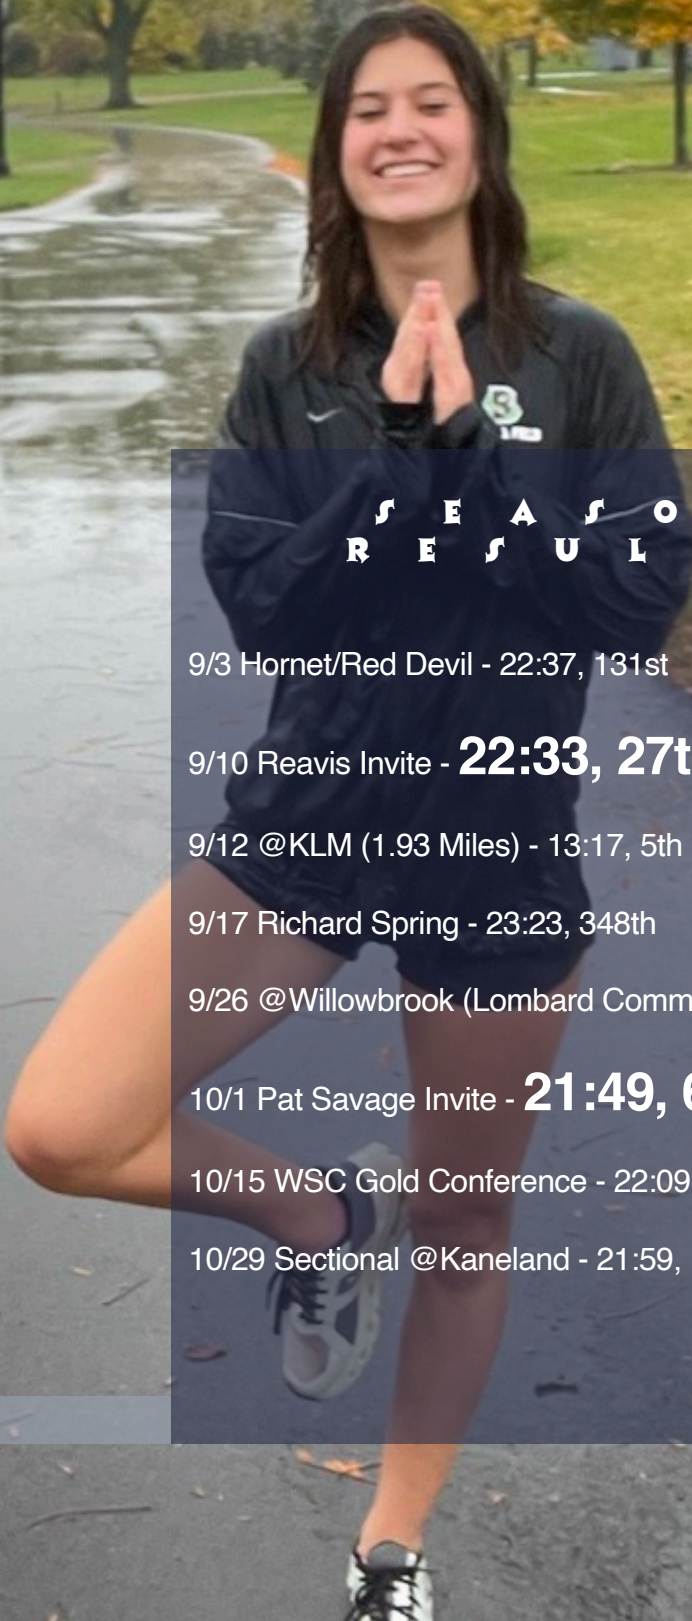 S E A S O
R E S U L
9/3 Hornet/Red Devil - 22:37, 131st
9/10 Reavis Invite - 22:33, 27t
9/12 @KLM (1.93 Miles) - 13:17, 5th
9/17 Richard Spring - 23:23, 348th
9/26 @Willowbrook (Lombard Comm
10/1 Pat Savage Invite - 21:49, 6
10/15 WSC Gold Conference - 22:09
10/29 Sectional @Kaneland - 21:59,